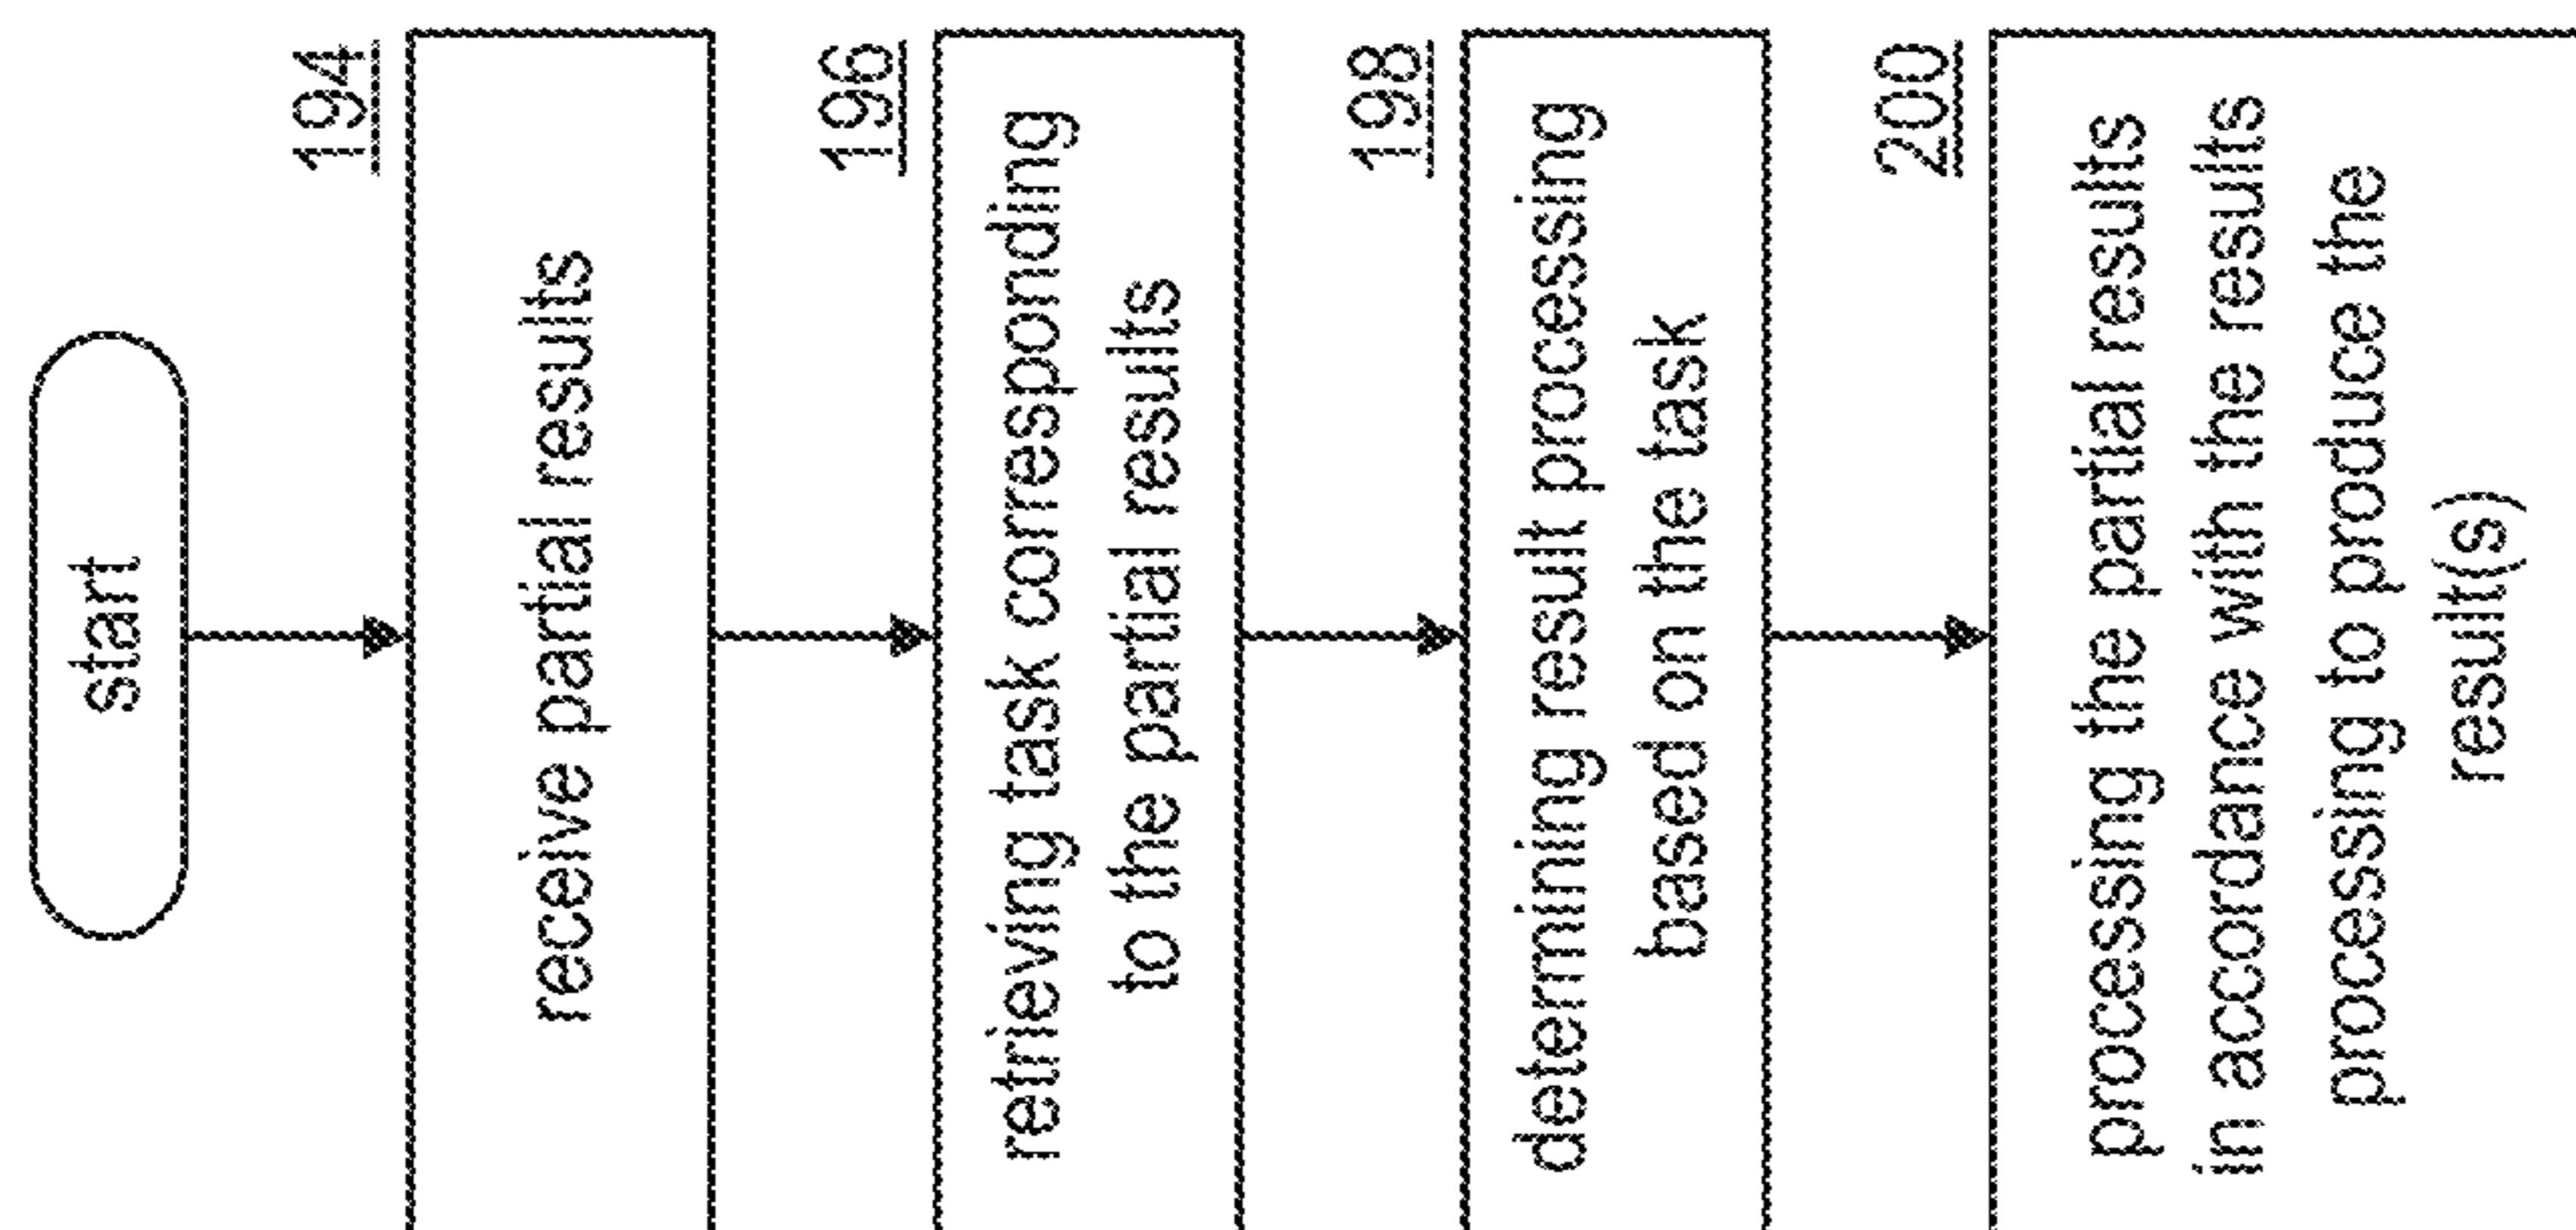 start
194
receive partial results
196
retrieving task corresponding
to the partial results
198
determining result processing
based on the task
200
processing the partial results
in accordance with the results
processing to produce the
result(s)